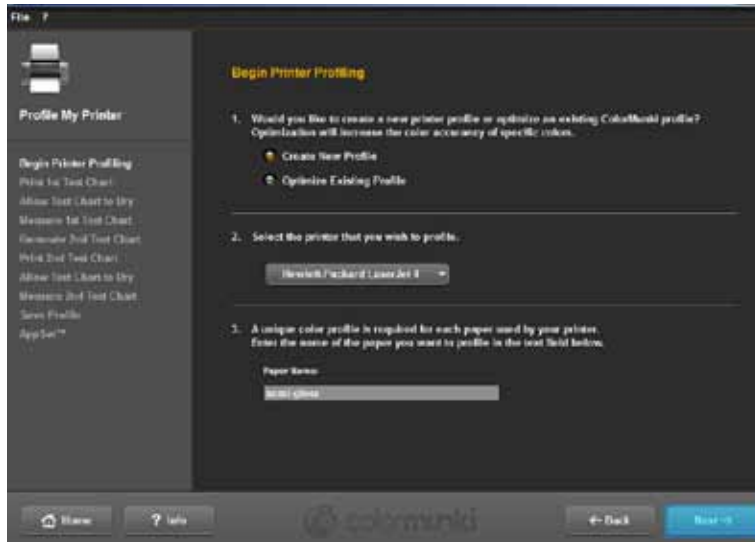 File ?
Profile My Printer
Begin Printer Profiling
Print 1st Test Chart
Allow Test Chart to Dry
Measure 1st Test Chart
Generate 2nd Test Chart
Print 2nd Test Chart
Allow Test Chart to Dry
Measure 2nd Test Chart
Save Profile
AppSet™
Begin Printer Profiling
1. Would you like to create a new printer profile or optimize an existing ColorMunki profile?
Optimization will increase the color accuracy of specific colors.
Create New Profile
Optimize Existing Profile
2. Select the printer that you wish to profile.
Hewlett-Packard LaserJet
3. A unique color profile is required for each paper used by your printer.
Enter the name of the paper you want to profile in the text field below.
Paper Name:
semi-gloss
Home
? Info
colormunki
← Back
Next →